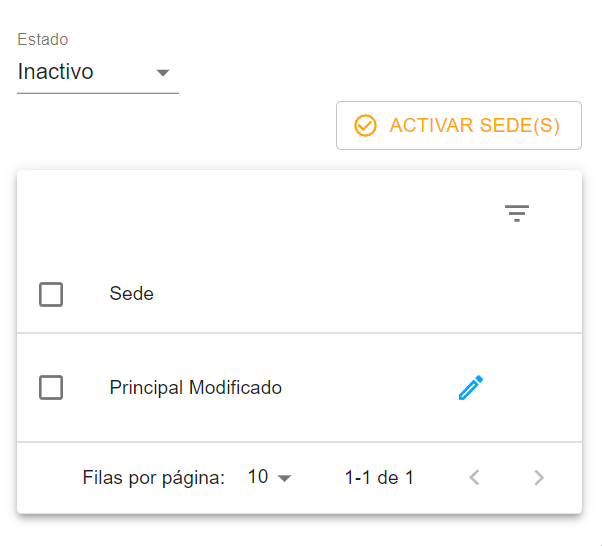 Estado
Inactivo
ACTIVAR SEDE(S)
Sede
Principal Modificado
Filas por página: 10 1-1 de 1